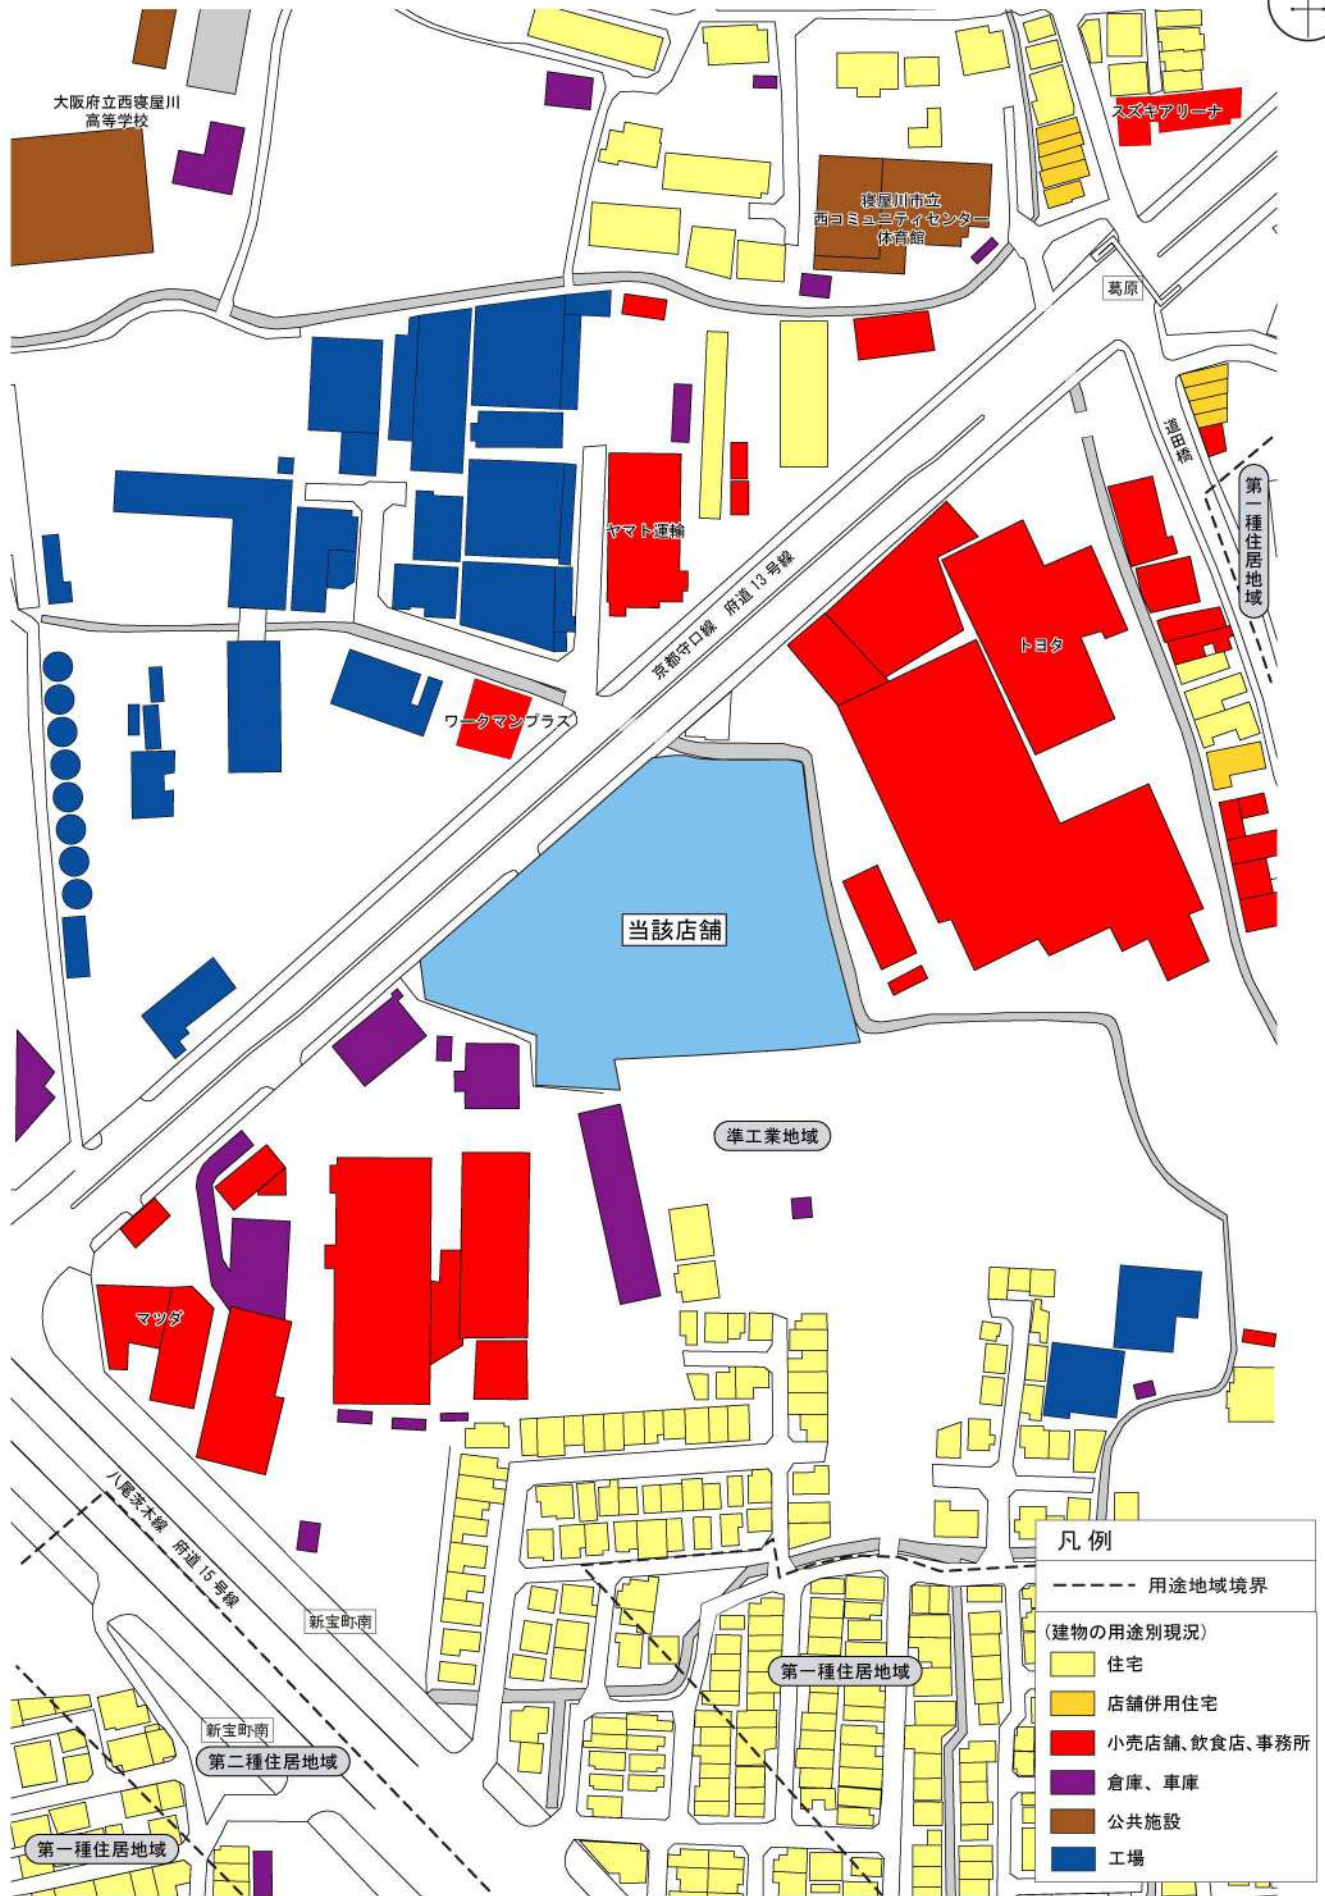 大阪府立西寝屋川
高等学校
スズキアリーナ
寝屋川市立
西コミュニティセンター
体育館
葛原
道田橋
第一種住居地域
ヤマト運輸
京都守口線 府道13号線
トヨタ
ワークマンプラス
当該店舗
準工業地域
マツダ
八尾茨木線 府道15号線
新宝町南
第一種住居地域
新宝町南
第二種住居地域
第一種住居地域
凡例
用途地域境界
(建物の用途別現況)
住宅
店舗併用住宅
小売店舗、飲食店、事務所
倉庫、車庫
公共施設
工場